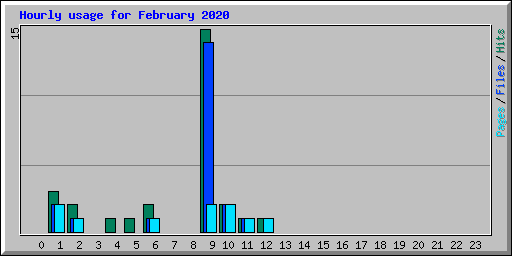 Hourly usage for February 2020
15
Pages/Files/Hits
0 1 2 3 4 5 6 7 8 9 10 11 12 13 14 15 16 17 18 19 20 21 22 23